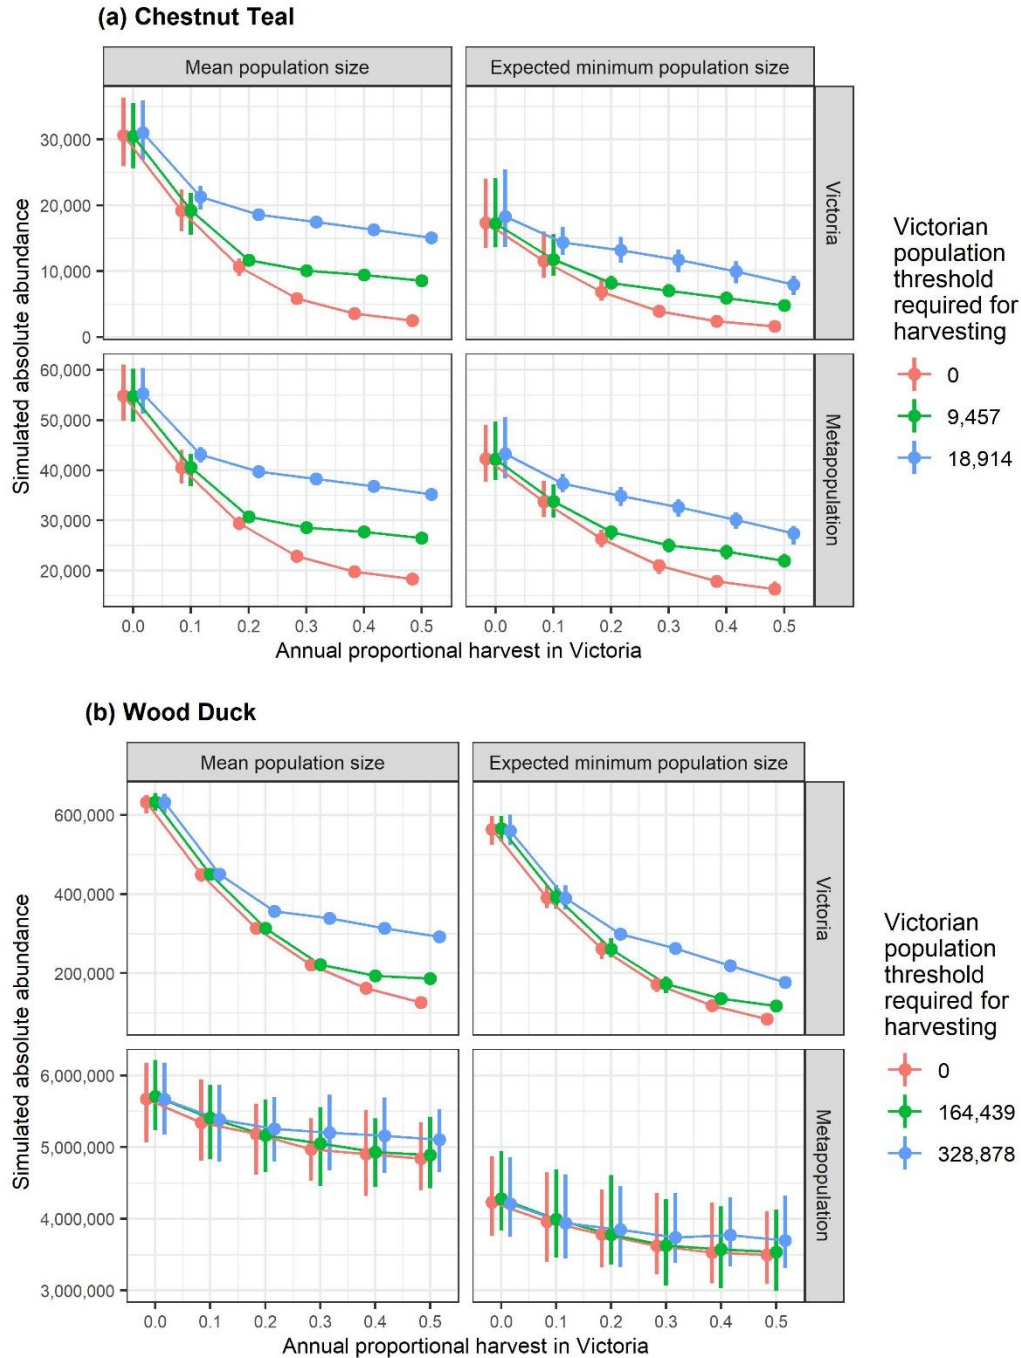 (a) Chestnut Teal
Mean population size
Expected minimum population size
Simulated absolute abundance
30,000
20,000
10,000
0
Victoria
60,000
50,000
40,000
30,000
20,000
Metapopulation
0.0 0.1 0.2 0.3 0.4 0.5
0.0 0.1 0.2 0.3 0.4 0.5
Annual proportional harvest in Victoria
Victorian
population
threshold
required for
harvesting
0
9,457
18,914
(b) Wood Duck
Mean population size
Expected minimum population size
Simulated absolute abundance
600,000
400,000
200,000
Victoria
6,000,000
5,000,000
4,000,000
3,000,000
Metapopulation
0.0 0.1 0.2 0.3 0.4 0.5
0.0 0.1 0.2 0.3 0.4 0.5
Annual proportional harvest in Victoria
Victorian
population
threshold
required for
harvesting
0
164,439
328,878